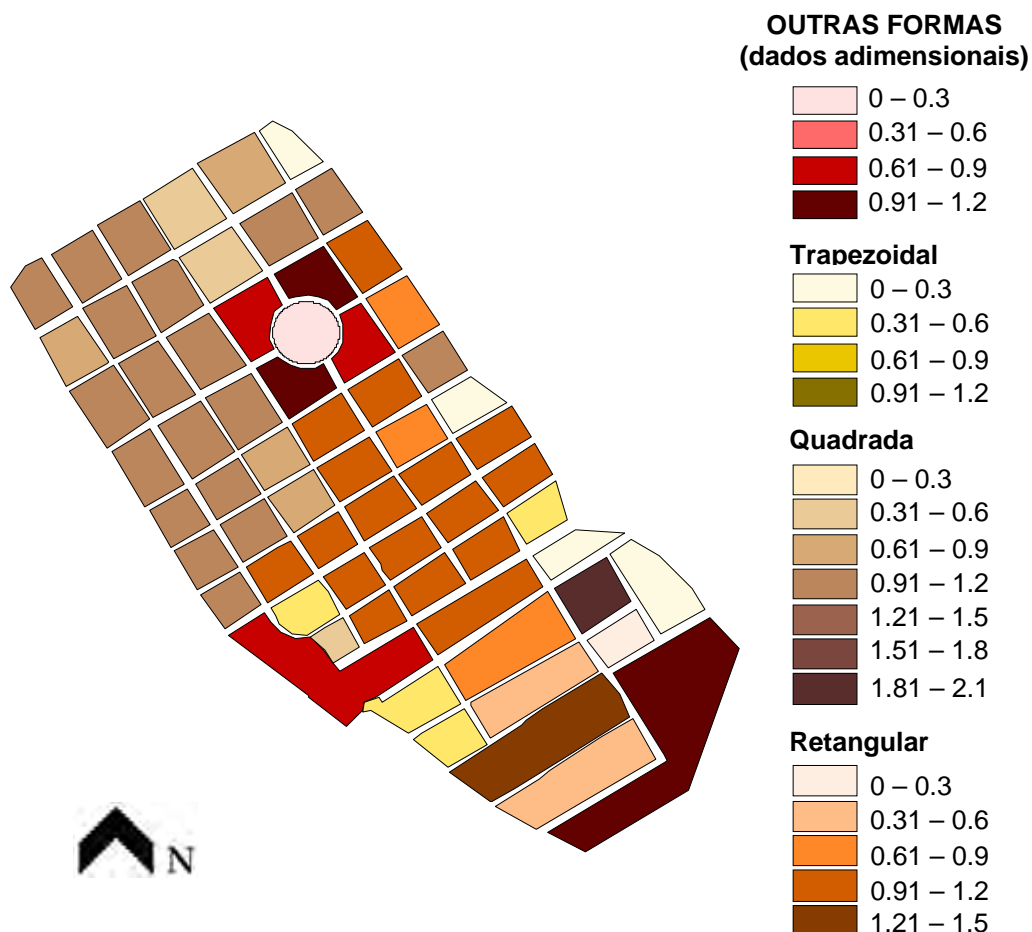 OUTRAS FORMAS
(dados adimensionais)
0 – 0.3
0.31 – 0.6
0.61 – 0.9
0.91 – 1.2
Trapezoidal
0 – 0.3
0.31 – 0.6
0.61 – 0.9
0.91 – 1.2
Quadrada
0 – 0.3
0.31 – 0.6
0.61 – 0.9
0.91 – 1.2
1.21 – 1.5
1.51 – 1.8
1.81 – 2.1
Retangular
0 – 0.3
0.31 – 0.6
0.61 – 0.9
0.91 – 1.2
1.21 – 1.5
N